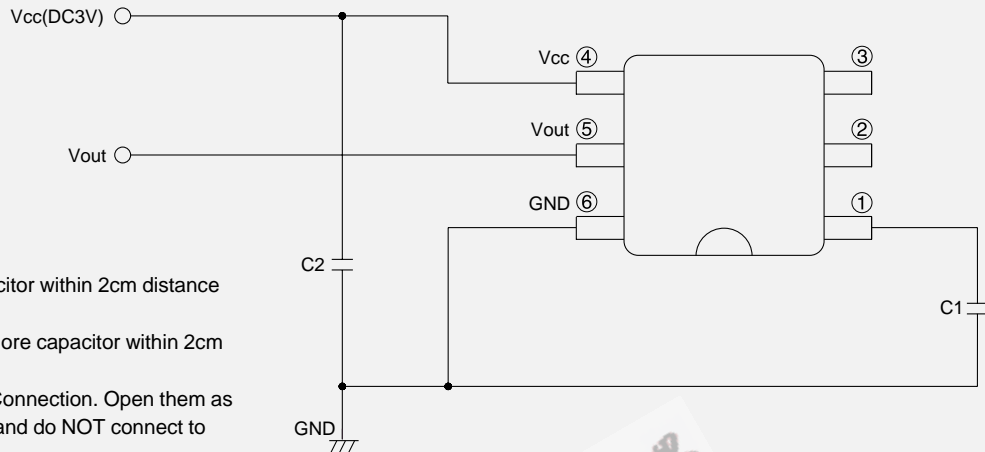 Vcc(DC3V)
Vcc ④
③
Vout
Vout ⑤
②
GND ⑥
①
C2
C1
citor within 2cm distance
ore capacitor within 2cm
Connection. Open them as
and do NOT connect to
GND